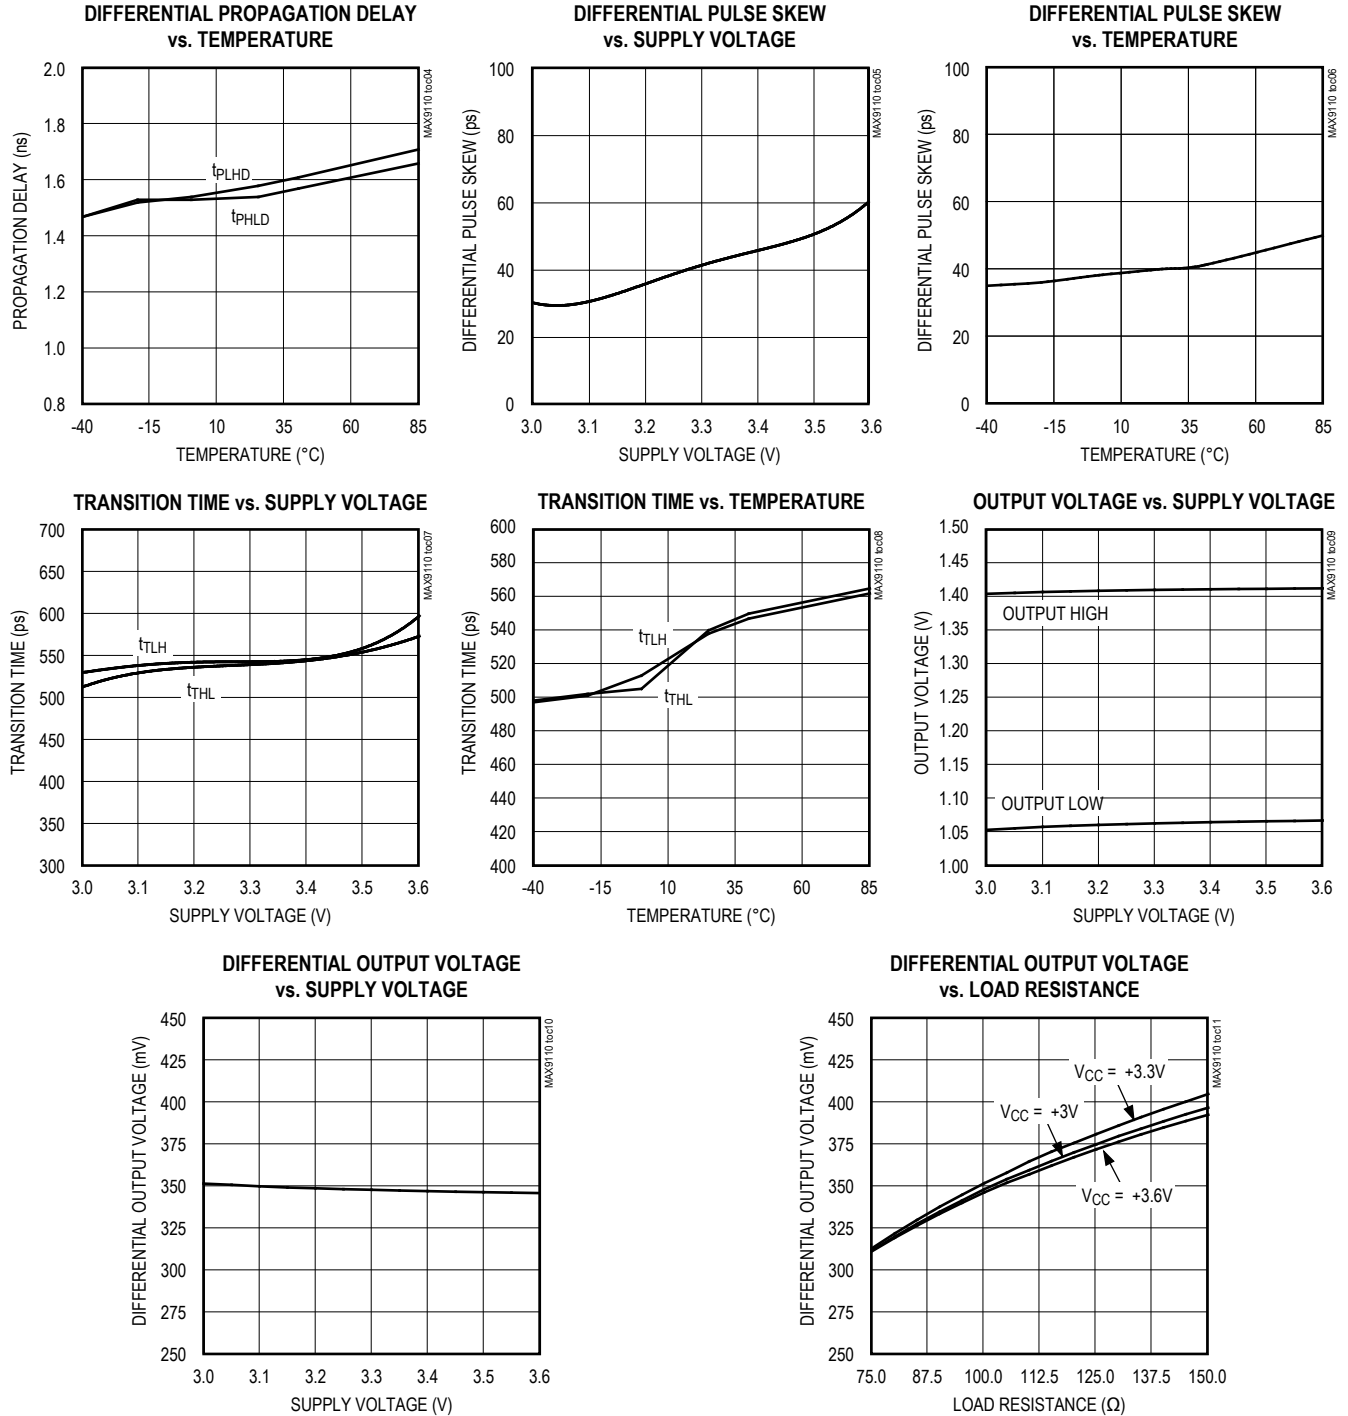 DIFFERENTIAL PROPAGATION DELAY
vs. TEMPERATURE
MAX9110 toc04
PROPAGATION DELAY (ns)
2.0
1.8
1.6
1.4
1.2
1.0
0.8
tPLHD
tPHLD
-40 -15 10 35 60 85
TEMPERATURE (°C)
DIFFERENTIAL PULSE SKEW
vs. SUPPLY VOLTAGE
MAX9110 toc05
DIFFERENTIAL PULSE SKEW (ps)
100
80
60
40
20
0
3.0 3.1 3.2 3.3 3.4 3.5 3.6
SUPPLY VOLTAGE (V)
DIFFERENTIAL PULSE SKEW
vs. TEMPERATURE
MAX9110 toc06
DIFFERENTIAL PULSE SKEW (ps)
100
80
60
40
20
0
-40 -15 10 35 60 85
TEMPERATURE (°C)
TRANSITION TIME vs. SUPPLY VOLTAGE
MAX9110 toc07
TRANSITION TIME (ps)
700
650
600
550
500
450
400
350
300
tTLH
tTHL
3.0 3.1 3.2 3.3 3.4 3.5 3.6
SUPPLY VOLTAGE (V)
TRANSITION TIME vs. TEMPERATURE
MAX9110 toc08
TRANSITION TIME (ps)
600
580
560
540
520
500
480
460
440
420
400
tTLH
tTHL
-40 -15 10 35 60 85
TEMPERATURE (°C)
OUTPUT VOLTAGE vs. SUPPLY VOLTAGE
MAX9110 toc09
OUTPUT VOLTAGE (V)
1.50
1.45
1.40
1.35
1.30
1.25
1.20
1.15
1.10
1.05
1.00
OUTPUT HIGH
OUTPUT LOW
3.0 3.1 3.2 3.3 3.4 3.5 3.6
SUPPLY VOLTAGE (V)
DIFFERENTIAL OUTPUT VOLTAGE
vs. SUPPLY VOLTAGE
MAX9110 toc10
DIFFERENTIAL OUTPUT VOLTAGE (mV)
450
425
400
375
350
325
300
275
250
3.0 3.1 3.2 3.3 3.4 3.5 3.6
SUPPLY VOLTAGE (V)
DIFFERENTIAL OUTPUT VOLTAGE
vs. LOAD RESISTANCE
MAX9110 toc11
DIFFERENTIAL OUTPUT VOLTAGE (mV)
450
425
400
375
350
325
300
275
250
VCC = +3.3V
VCC = +3V
VCC = +3.6V
75.0 87.5 100.0 112.5 125.0 137.5 150.0
LOAD RESISTANCE (Ω)